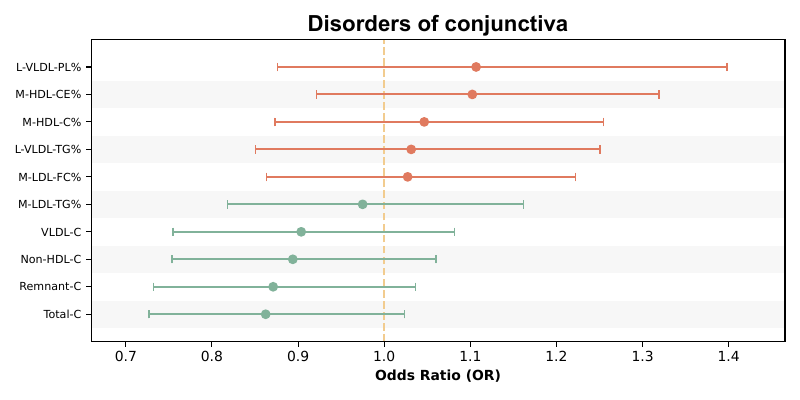 Disorders of conjunctiva
L-VLDL-PL%
M-HDL-CE%
M-HDL-C%
L-VLDL-TG%
M-LDL-FC%
M-LDL-TG%
VLDL-C
Non-HDL-C
Remnant-C
Total-C
0.7 0.8 0.9 1.0 1.1 1.2 1.3 1.4
Odds Ratio (OR)